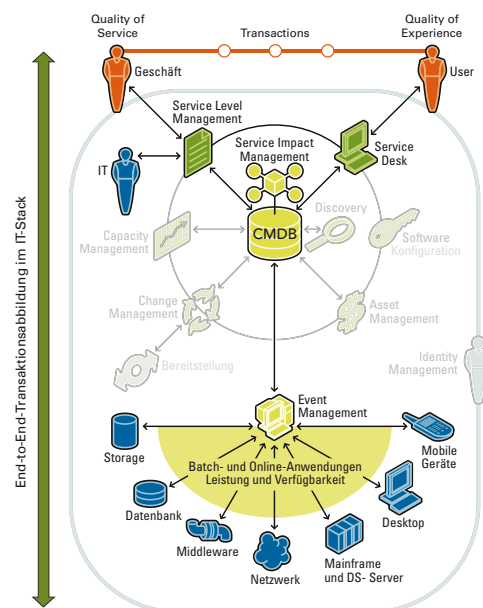 Quality of
Service
Transactions
Quality of
Experience
Geschäft
User
Service Level
Management
Service Impact
Management
Service
Desk
IT
CMDB
Discovery
Capacity
Management
Software
Konfiguration
Change
Management
Asset
Management
Bereitstellung
Identity
Management
Event
Management
Storage
Mobile
Geräte
Batch- und Online-Anwendungen
Leistung und Verfügbarkeit
Datenbank
Desktop
Middleware
Mainframe
und DS- Server
Netzwerk
End-to-End-Transaktionsabbildung im IT-Stack